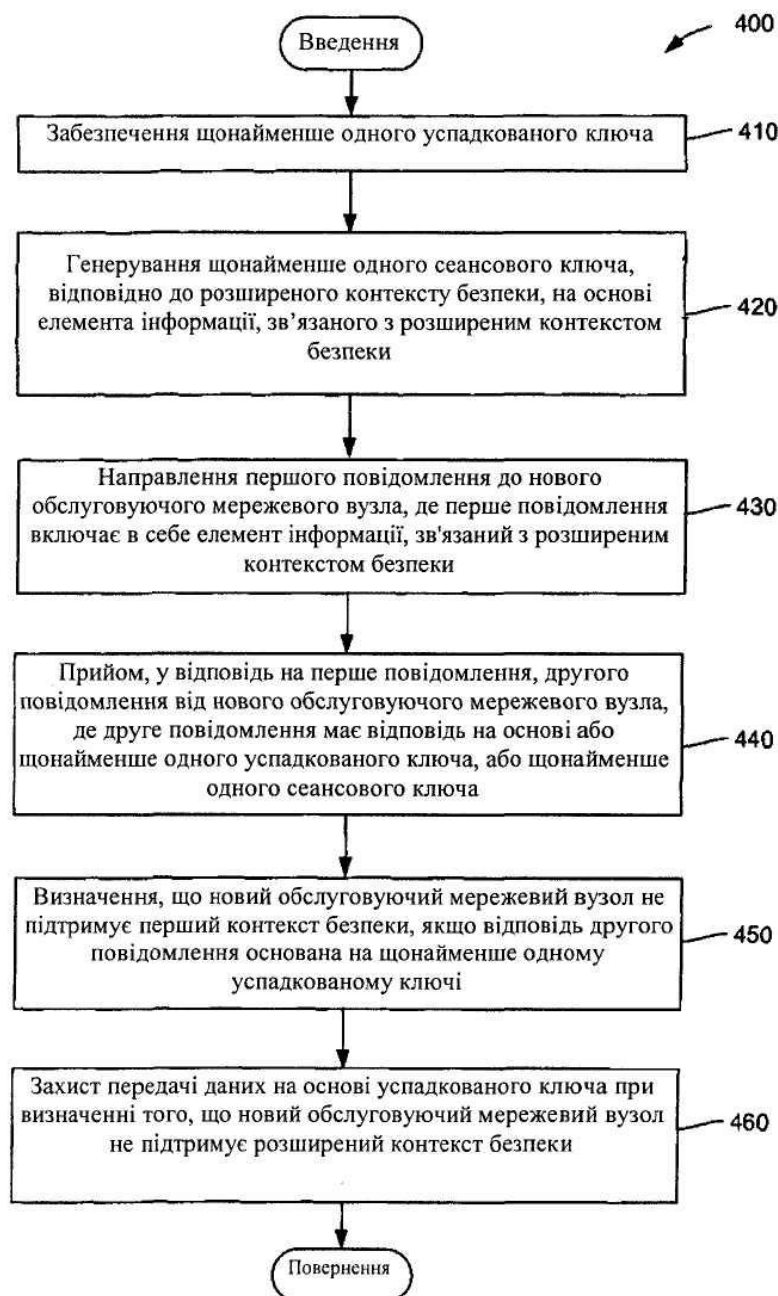 Введення
400
Забезпечення щонайменше одного успадкованого ключа
410
Генерування щонайменше одного сеансового ключа,
відповідно до розширеного контексту безпеки, на основі
елемента інформації, зв’язаного з розширеним контекстом
безпеки
420
Направлення першого повідомлення до нового
обслуговуючого мережевого вузла, де перше повідомлення
включає в себе елемент інформації, зв'язаний з розширеним
контекстом безпеки
430
Прийом, у відповідь на перше повідомлення, другого
повідомлення від нового обслуговуючого мережевого вузла,
де друге повідомлення має відповідь на основі або
щонайменше одного успадкованого ключа, або щонайменше
одного сеансового ключа
440
Визначення, що новий обслуговуючий мережевий вузол не
підтримує перший контекст безпеки, якщо відповідь другого
повідомлення основана на щонайменше одному
успадкованому ключі
450
Захист передачі даних на основі успадкованого ключа при
визначенні того, що новий обслуговуючий мережевий вузол
не підтримує розширений контекст безпеки
460
Повернення